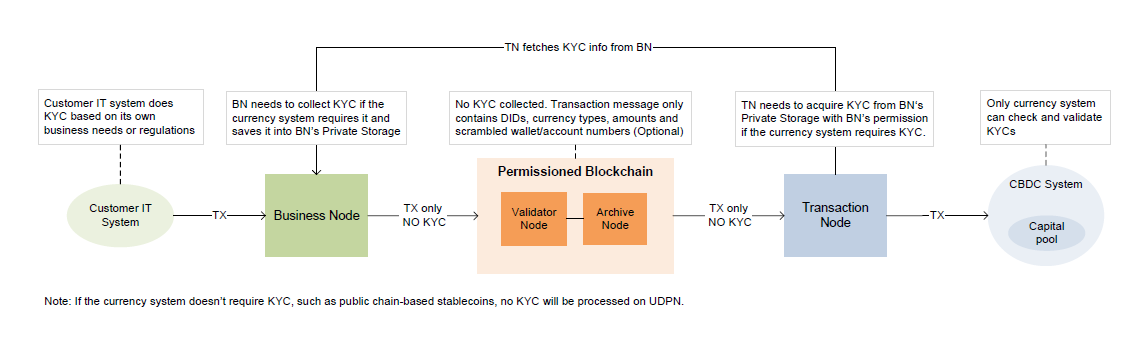 TN fetches KYC info from BN
Customer IT system does
KYC based on its own
business needs or regulations
BN needs to collect KYC if the
currency system requires it and
saves it into BN's Private Storage
No KYC collected. Transaction message only
contains DIDs, currency types, amounts and
scrambled wallet/account numbers (Optional)
TN needs to acquire KYC from BN's
Private Storage with BN's permission
if the currency system requires KYC.
Only currency system
can check and validate
KYCs
Customer IT
System
TX
Business Node
TX only
NO KYC
Permissioned Blockchain
Validator
Node
Archive
Node
TX only
NO KYC
Transaction
Node
TX
CBDC System
Capital
pool
Note: If the currency system doesn't require KYC, such as public chain-based stablecoins, no KYC will be processed on UDPN.